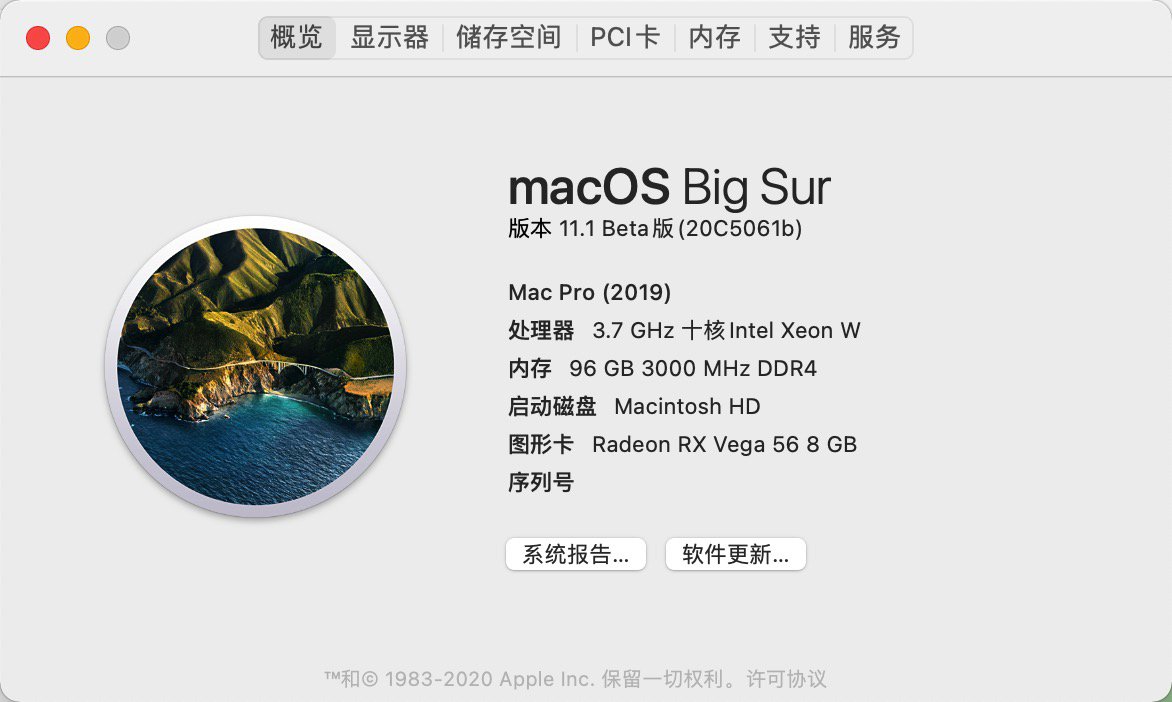 概览 显示器 储存空间 PCI卡 内存 支持 服务
macOS Big Sur
版本 11.1 Beta版 (20C5061b)
Mac Pro (2019)
处理器 3.7 GHz 十核Intel Xeon W
内存 96 GB 3000 MHz DDR4
启动磁盘 Macintosh HD
图形卡 Radeon RX Vega 56 8 GB
序列号
系统报告... 软件更新...
™和© 1983-2020 Apple Inc. 保留一切权利。许可协议